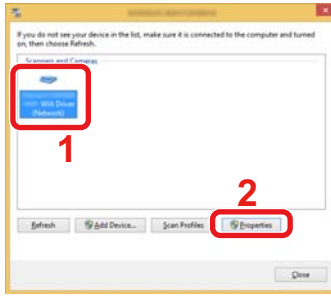 If you do not see your device in the list, make sure it is connected to the computer and turned
on, then choose Refresh.
Scanners and Cameras
WIA Driver
(Network)
1
2
Refresh
Add Device...
Scan Profiles
Properties
Close